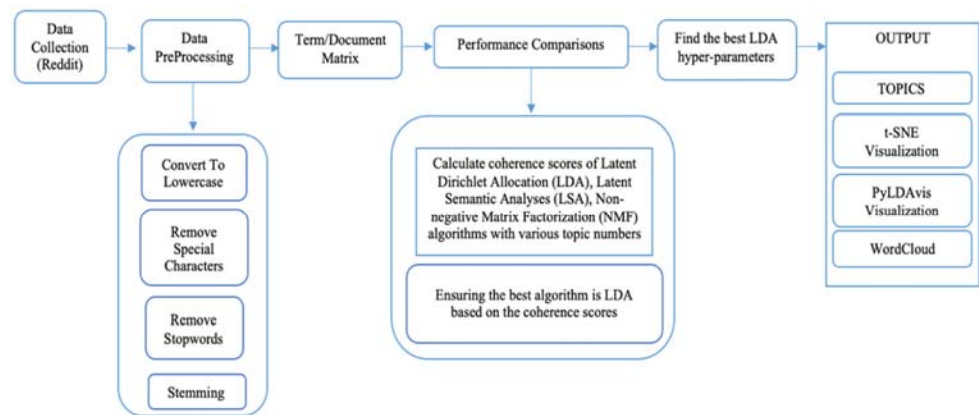 Data
Collection
(Reddit)
Data
PreProcessing
Term/Document
Matrix
Performance Comparisons
Find the best LDA
hyper-parameters
OUTPUT
TOPICS
t-SNE
Visualization
PyLDAvis
Visualization
WordCloud
Convert To
Lowercase
Remove
Special
Characters
Remove
Stopwords
Stemming
Calculate coherence scores of Latent
Dirichlet Allocation (LDA), Latent
Semantic Analyses (LSA), Non-
negative Matrix Factorization (NMF)
algorithms with various topic numbers
Ensuring the best algorithm is LDA
based on the coherence scores